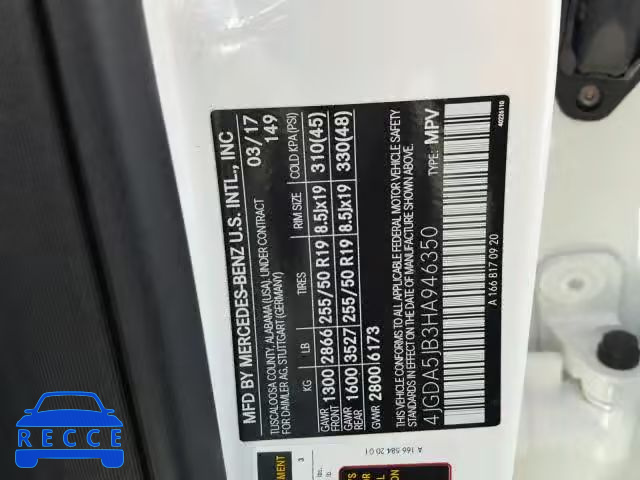 MFD BY MERCEDES-BENZ U.S. INTL., INC
TUSCALOOSA COUNTY, ALABAMA (USA), UNDER CONTRACT
FOR DAIMLER AG, STUTTGART (GERMANY)
03/17
149
KG LB TIRES RIM SIZE COLD KPA (PSI)
GAWR FRONT 1300 2866 255/50 R19 8.5Jx19 310(45)
GAWR REAR 1600 3527 255/50 R19 8.5Jx19 330(48)
GVWR 2800 6173
THIS VEHICLE CONFORMS TO ALL APPLICABLE FEDERAL MOTOR VEHICLE SAFETY
STANDARDS IN EFFECT ON THE DATE OF MANUFACTURE SHOWN ABOVE.
4JGDA5JB3HA946350
TYPE: MPV
A 166 817 09 20
4022611G
A 166 584 20 01
3
lbs.
RECCE